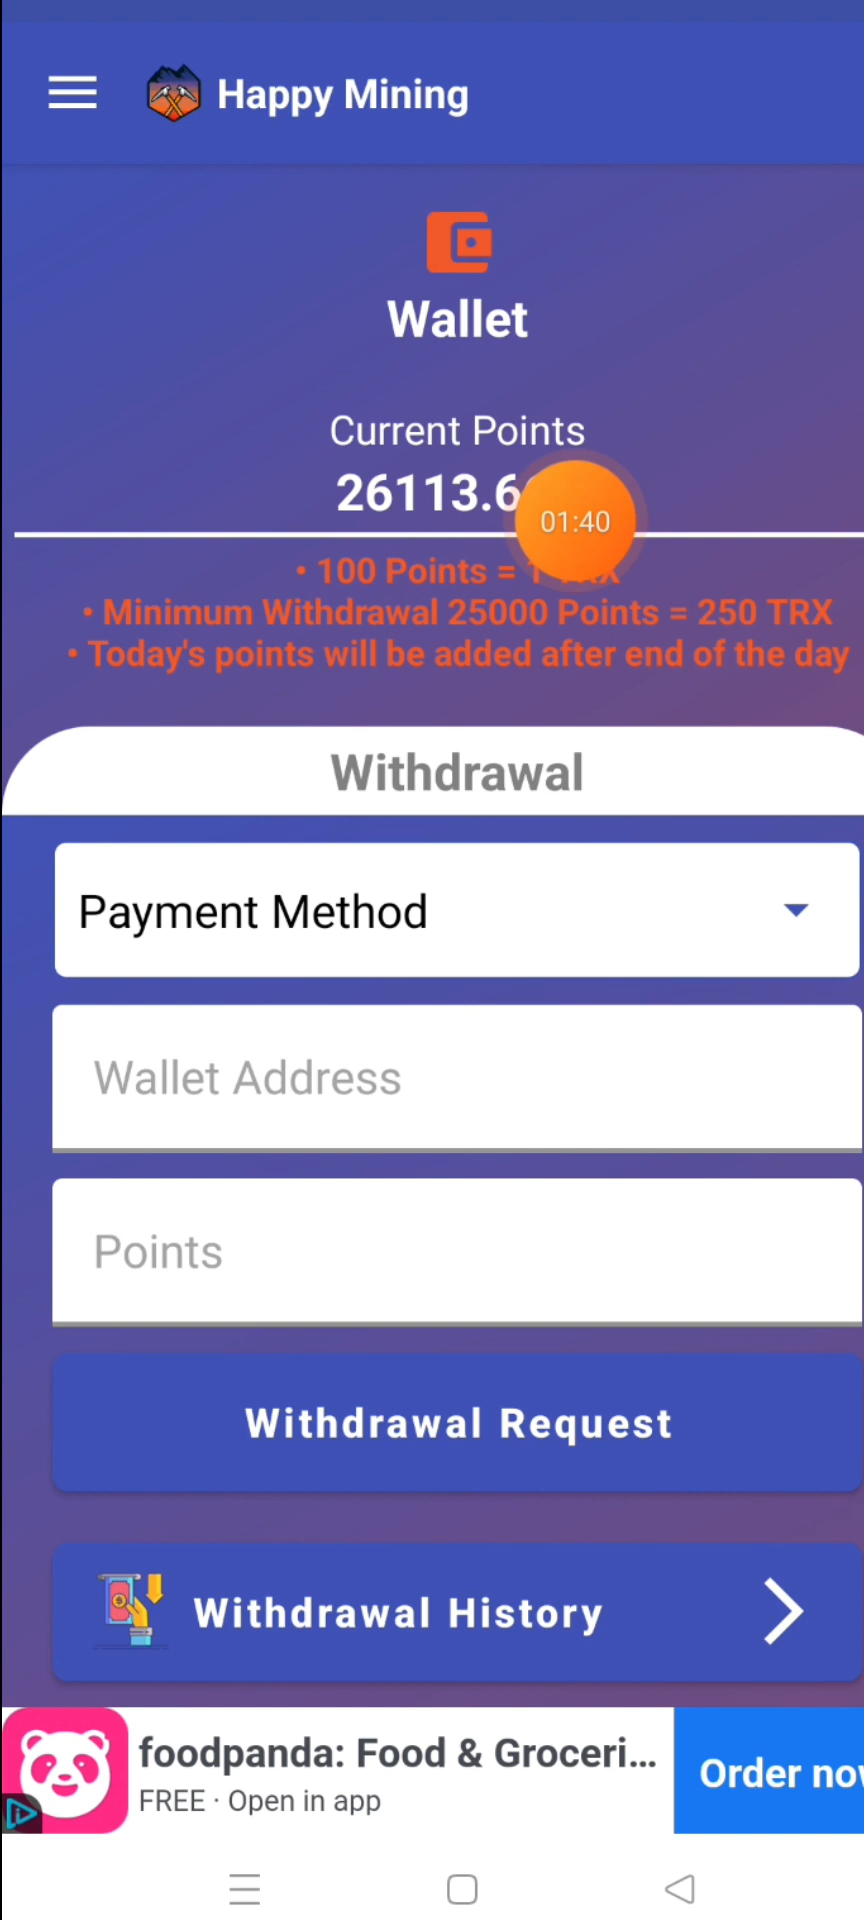 Happy Mining
Wallet
Current Points
26113.6
01:40
• 100 Points = 1 TRX
• Minimum Withdrawal 25000 Points = 250 TRX
• Today's points will be added after end of the day
Withdrawal
Payment Method
Wallet Address
Points
Withdrawal Request
Withdrawal History
foodpanda: Food & Groceri...
FREE · Open in app
Order now